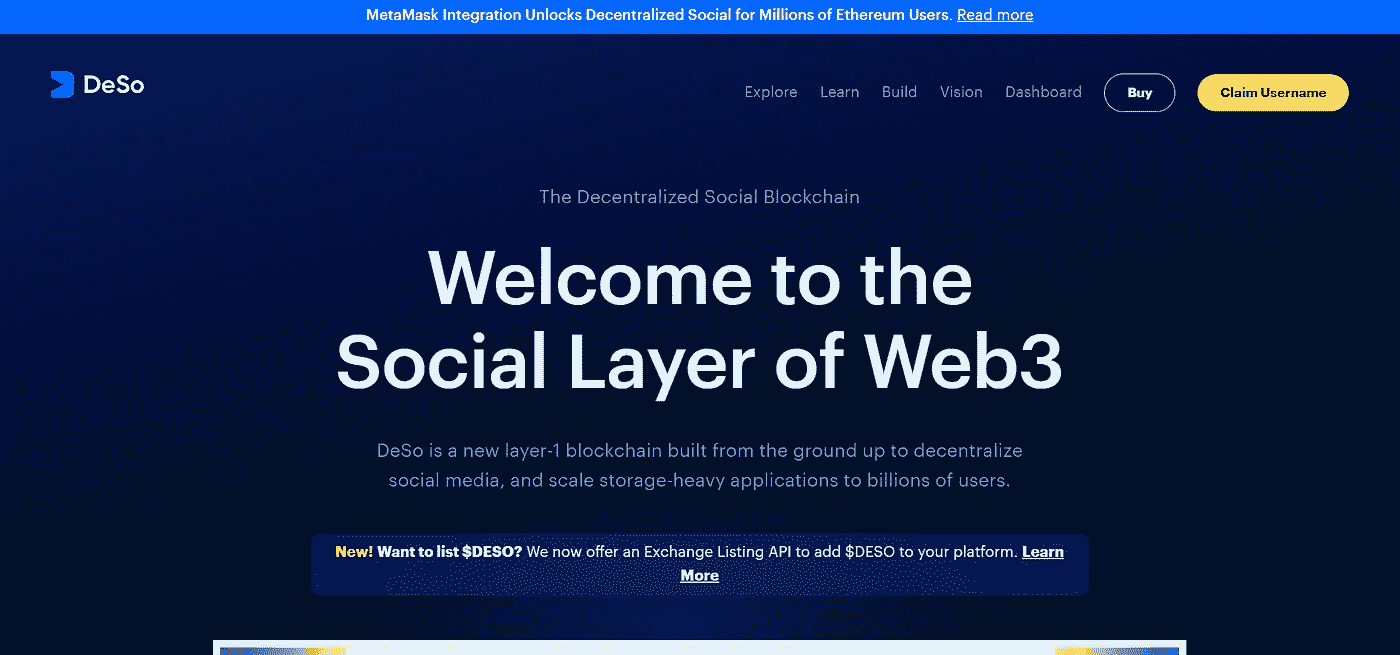 MetaMask Integration Unlocks Decentralized Social for Millions of Ethereum Users. Read more
DeSo
Explore Learn Build Vision Dashboard Buy Claim Username
The Decentralized Social Blockchain
Welcome to the
Social Layer of Web3
DeSo is a new layer-1 blockchain built from the ground up to decentralize
social media, and scale storage-heavy applications to billions of users.
New! Want to list $DESO? We now offer an Exchange Listing API to add $DESO to your platform. Learn
More